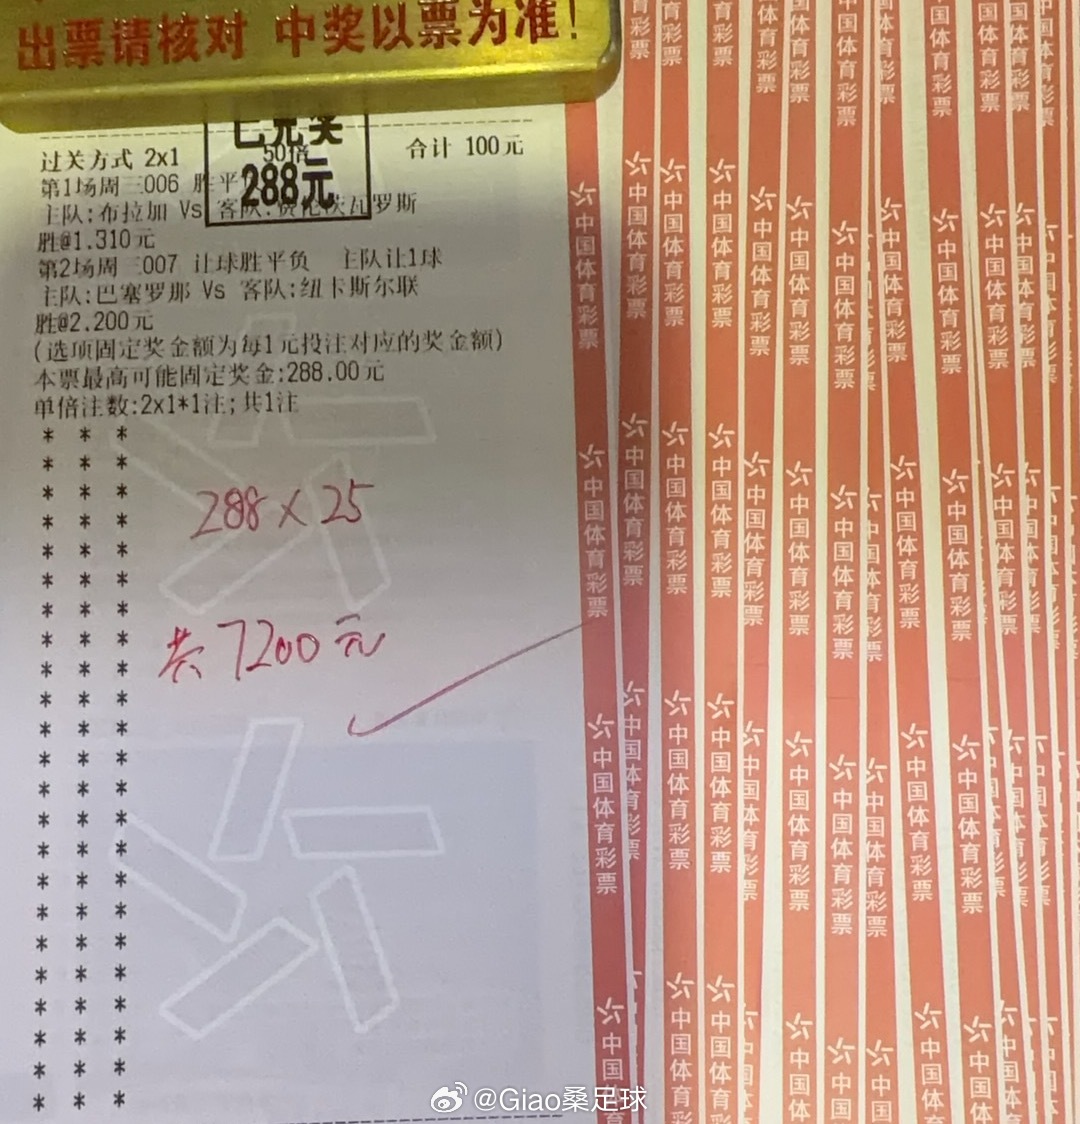 出票请核对 中奖以票为准!
已兑奖
288元
过关方式 2x1 50倍 合计 100元
第1场周三006 胜平
主队:布拉加 Vs 客队:费伦茨瓦罗斯
胜@1.310元
第2场周三007 让球胜平负 主队让1球
主队:巴塞罗那 Vs 客队:纽卡斯尔联
胜@2.200元
(选项固定奖金额为每1元投注对应的奖金额)
本票最高可能固定奖金:288.00元
单倍注数:2x1*1注;共1注
288×25
共7200元
中国体育彩票
@Giao桑足球